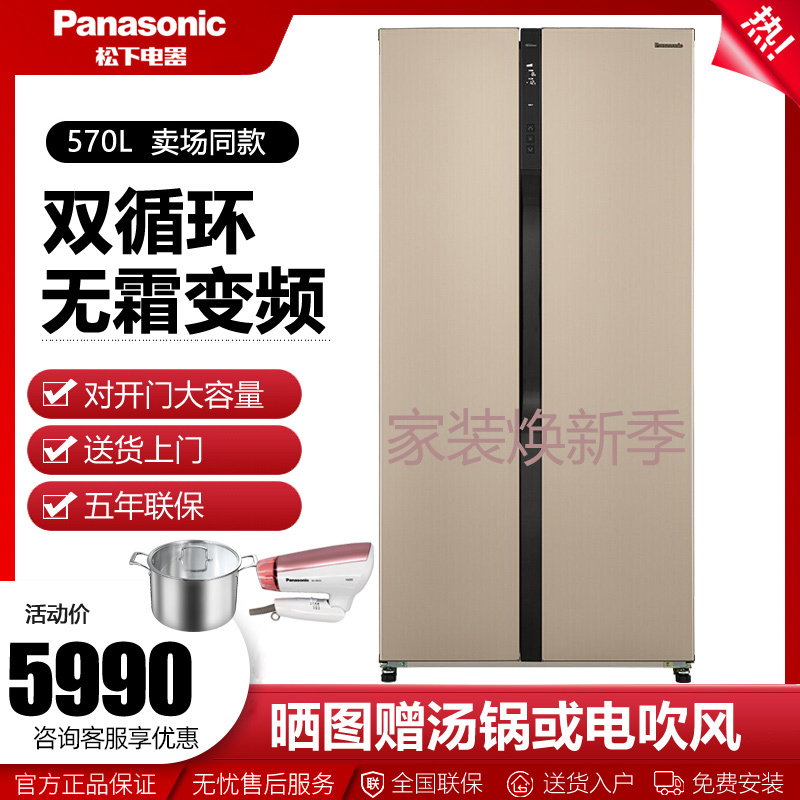 Panasonic
松下电器
热!
570L 卖场同款
双循环
无霜变频
对开门大容量
送货上门
五年联保
Panasonic
家装焕新季
Panasonic
活动价
5990
咨询客服享优惠
晒图赠汤锅或电吹风
官方正品保证 无忧售后服务 联 全国联保 送货入户 免费安装